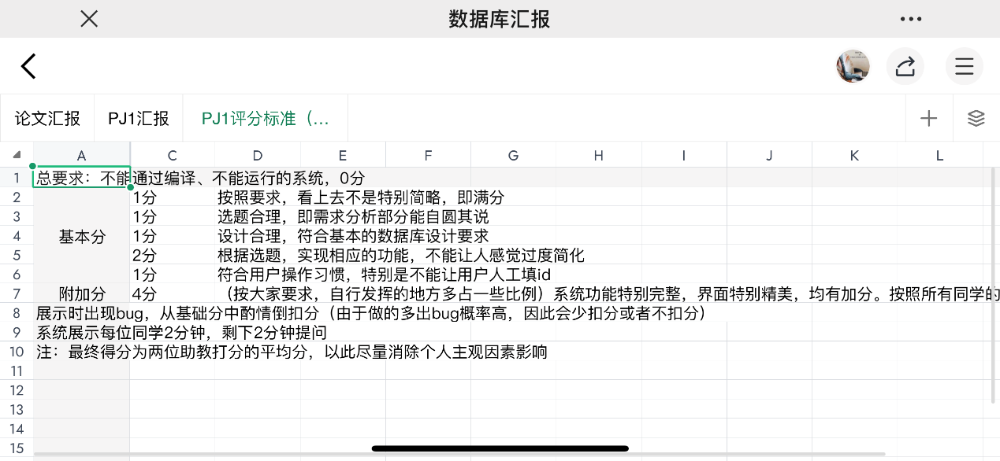 数据库汇报
论文汇报 PJ1汇报 PJ1评分标准（...
A C D E F G H I J K L
1 总要求：不能通过编译、不能运行的系统，0分
2 1分 按照要求，看上去不是特别简略，即满分
3 1分 选题合理，即需求分析部分能自圆其说
4 基本分 1分 设计合理，符合基本的数据库设计要求
5 2分 根据选题，实现相应的功能，不能让人感觉过度简化
6 1分 符合用户操作习惯，特别是不能让用户人工填id
7 附加分 4分 （按大家要求，自行发挥的地方多占一些比例）系统功能特别完整，界面特别精美，均有加分。按照所有同学的
8 展示时出现bug，从基础分中酌情倒扣分（由于做的多出bug概率高，因此会少扣分或者不扣分）
9 系统展示每位同学2分钟，剩下2分钟提问
10 注：最终得分为两位助教打分的平均分，以此尽量消除个人主观因素影响
11
12
13
14
15